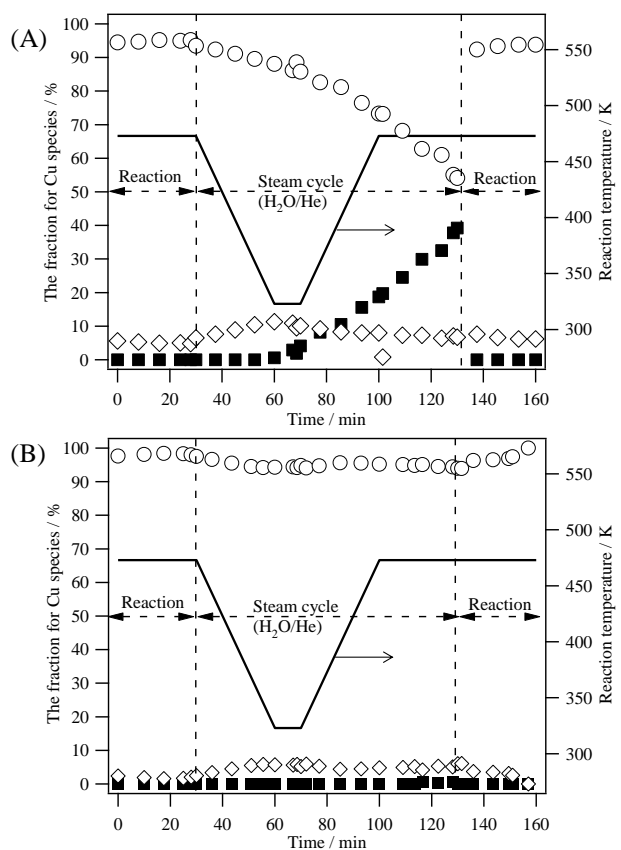 (A)
100
90
80
70
60
50
40
30
20
10
0
The fraction for Cu species / %
550
500
450
400
350
300
Reaction temperature / K
Reaction
Steam cycle
(H₂O/He)
Reaction
0 20 40 60 80 100 120 140 160
Time / min
(B)
100
90
80
70
60
50
40
30
20
10
0
The fraction for Cu species / %
550
500
450
400
350
300
Reaction temperature / K
Reaction
Steam cycle
(H₂O/He)
Reaction
0 20 40 60 80 100 120 140 160
Time / min